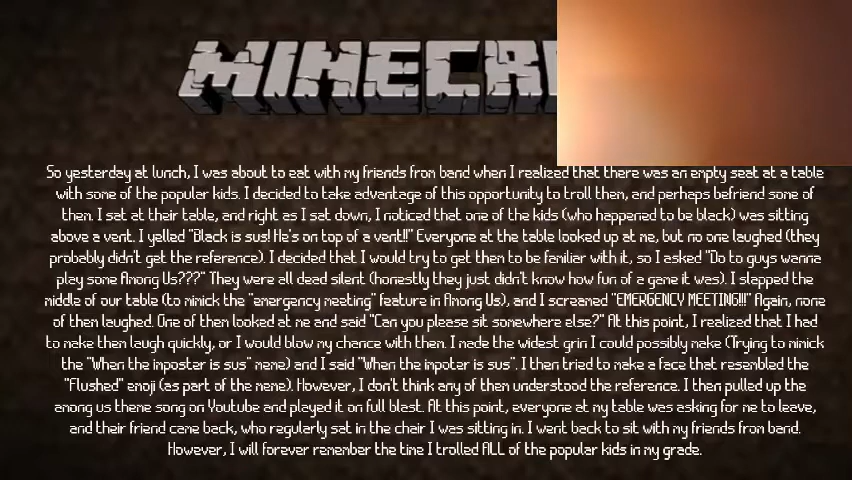 MINECR
So yesterday at lunch, I was about to eat with my friends from band when I realized that there was an empty seat at a table
with some of the popular kids. I decided to take advantage of this opportunity to troll them, and perhaps befriend some of
them. I sat at their table, and right as I sat down, I noticed that one of the kids (who happened to be black) was sitting
above a vent. I yelled "Black is sus! He's on top of a vent!!" Everyone at the table looked up at me, but no one laughed (they
probably didn't get the reference). I decided that I would try to get them to be familiar with it, so I asked "Do to guys wanna
play some Among Us???" They were all dead silent (honestly they just didn't know how fun of a game it was). I slapped the
middle of our table (to mimick the "emergency meeting" feature in Among Us), and I screamed "EMERGENCY MEETING!!!" Again, none
of them laughed. One of them looked at me and said "Can you please sit somewhere else?" At this point, I realized that I had
to make them laugh quickly, or I would blow my chance with them. I made the widest grin I could possibly make (Trying to mimick
the "When the imposter is sus" meme) and I said "When the impoter is sus". I then tried to make a face that resembled the
"Flushed" emoji (as part of the meme). However, I don't think any of them understood the reference. I then pulled up the
among us theme song on Youtube and played it on full blast. At this point, everyone at my table was asking for me to leave,
and their friend came back, who regularly sat in the chair I was sitting in. I went back to sit with my friends from band.
However, I will forever remember the time I trolled ALL of the popular kids in my grade.